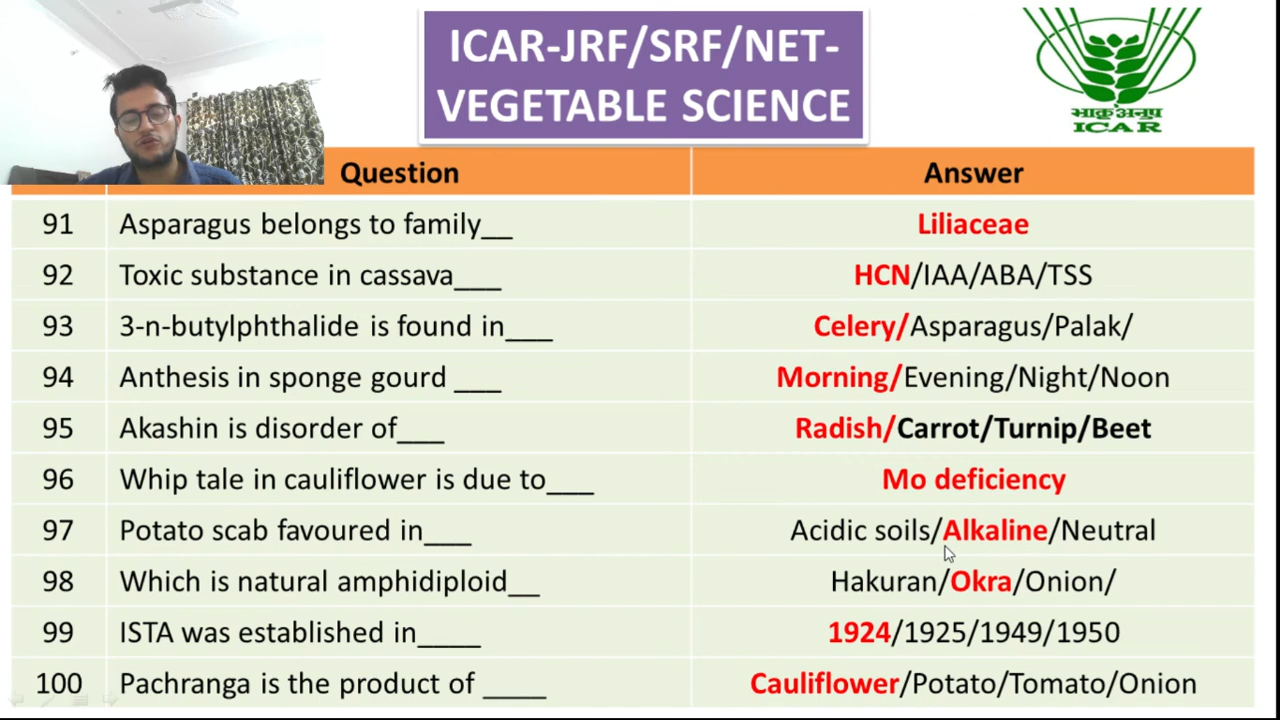 ICAR-JRF/SRF/NET-
VEGETABLE SCIENCE
भाकृअनुप
ICAR
Question Answer
91 Asparagus belongs to family__ Liliaceae
92 Toxic substance in cassava___ HCN/IAA/ABA/TSS
93 3-n-butylphthalide is found in___ Celery/Asparagus/Palak/
94 Anthesis in sponge gourd ___ Morning/Evening/Night/Noon
95 Akashin is disorder of___ Radish/Carrot/Turnip/Beet
96 Whip tale in cauliflower is due to___ Mo deficiency
97 Potato scab favoured in___ Acidic soils/Alkaline/Neutral
98 Which is natural amphidiploid__ Hakuran/Okra/Onion/
99 ISTA was established in____ 1924/1925/1949/1950
100 Pachranga is the product of ____ Cauliflower/Potato/Tomato/Onion